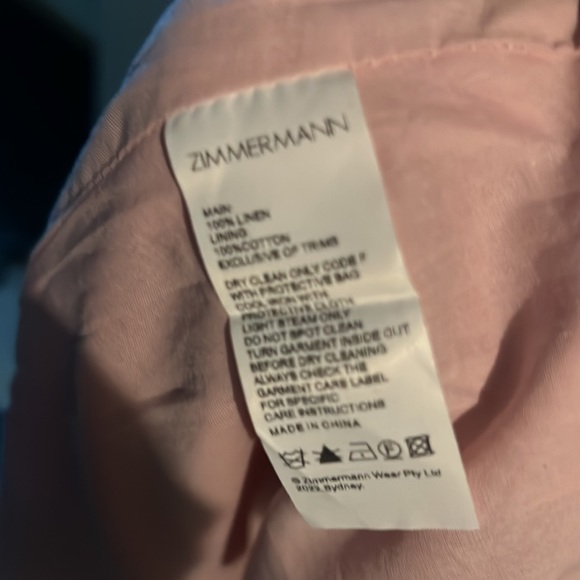 ZIMMERMANN
MAIN:
100% LINEN
LINING:
100%COTTON
EXCLUSIVE OF TRIMS
DRY CLEAN ONLY CODE F
WITH PROTECTIVE BAG
COOL IRON WITH
PROTECTIVE CLOTH
LIGHT STEAM ONLY
DO NOT SPOT CLEAN
TURN GARMENT INSIDE OUT
BEFORE DRY CLEANING
ALWAYS CHECK THE
GARMENT CARE LABEL
FOR SPECIFIC
CARE INSTRUCTIONS
MADE IN CHINA
© Zimmermann Wear Pty Ltd
Sydney.